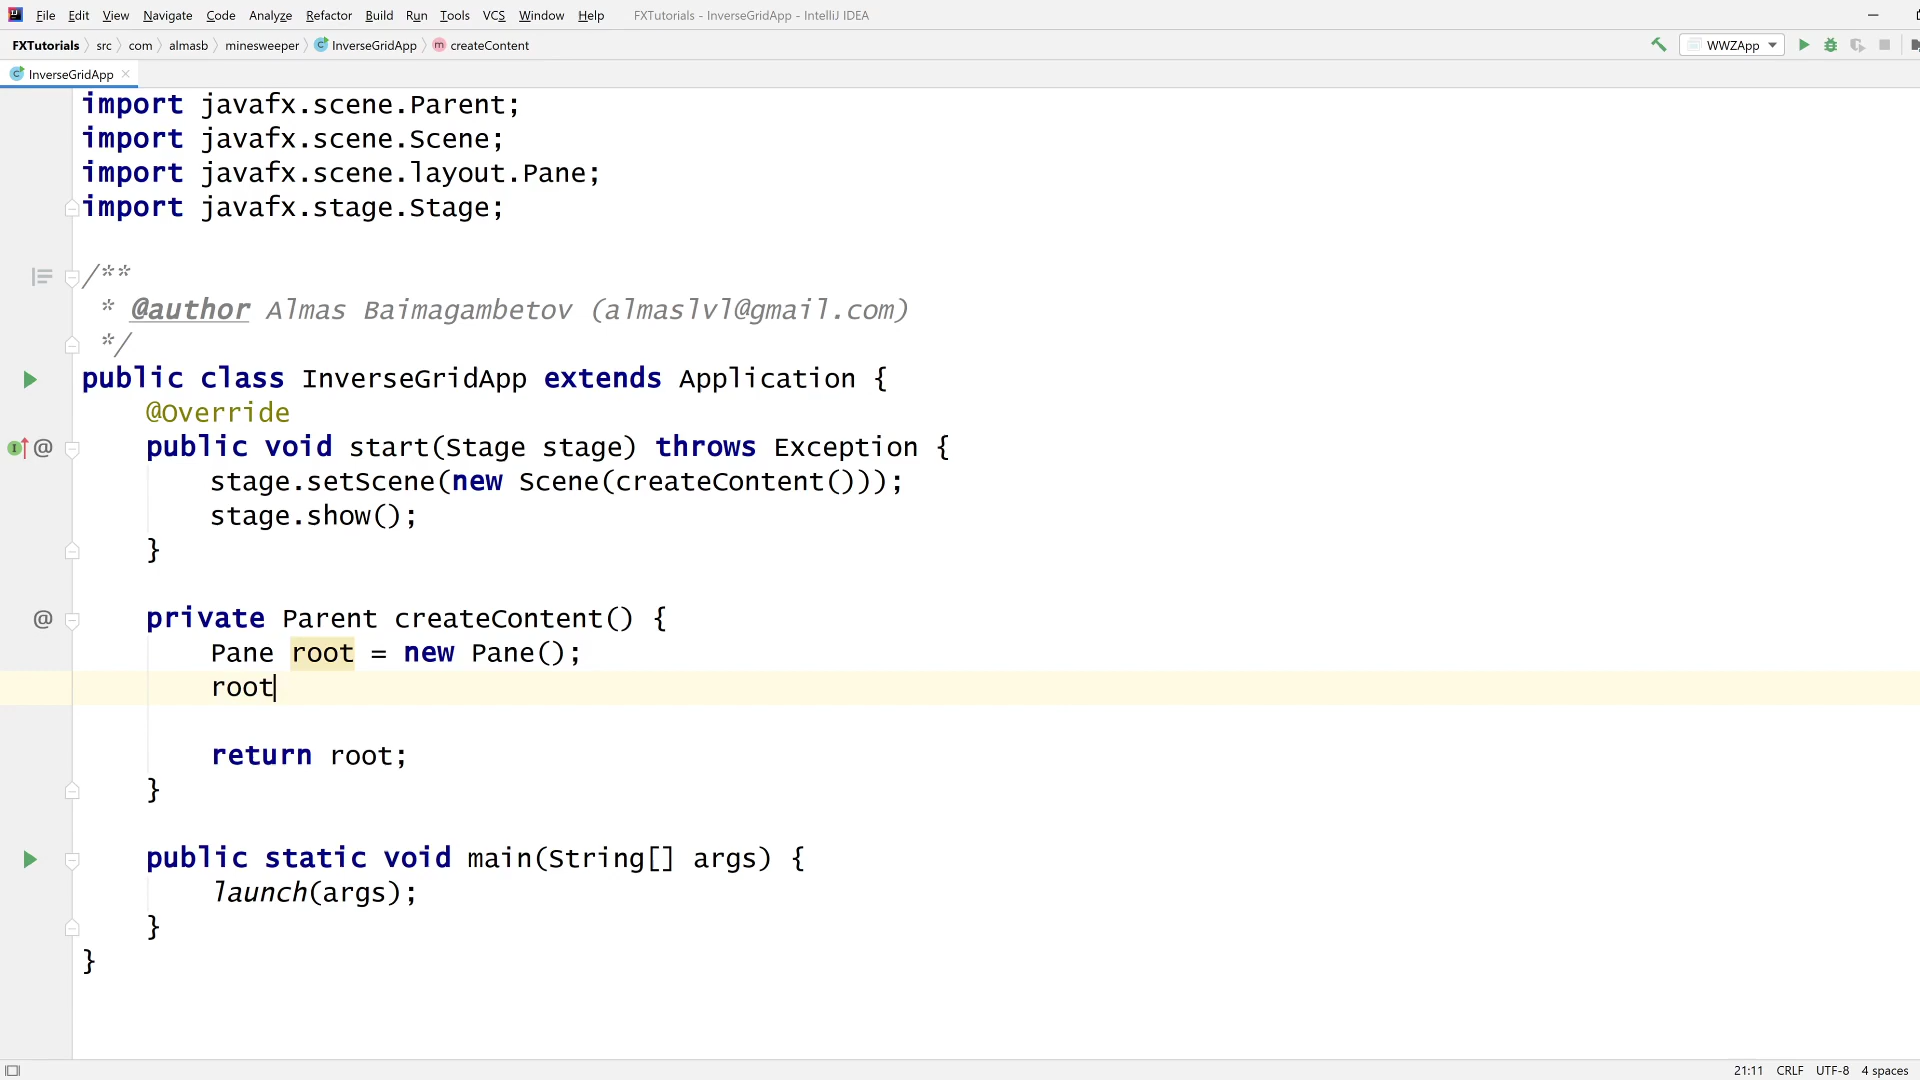 File Edit View Navigate Code Analyze Refactor Build Run Tools VCS Window Help FXTutorials - InverseGridApp - IntelliJ IDEA
FXTutorials src com almasb minesweeper InverseGridApp createContent WWZApp
InverseGridApp
import javafx.scene.Parent;
import javafx.scene.Scene;
import javafx.scene.layout.Pane;
import javafx.stage.Stage;
/**
* @author Almas Baimagambetov (almaslvl@gmail.com)
*/
public class InverseGridApp extends Application {
@Override
public void start(Stage stage) throws Exception {
stage.setScene(new Scene(createContent()));
stage.show();
}
private Parent createContent() {
Pane root = new Pane();
root
return root;
}
public static void main(String[] args) {
launch(args);
}
}
21:11 CRLF UTF-8 4 spaces